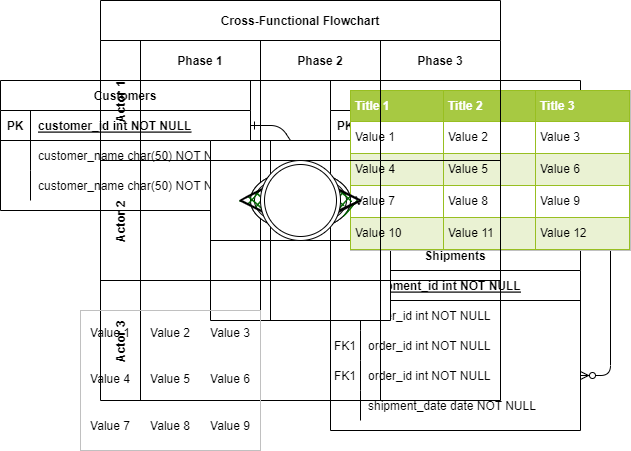 Cross-Functional Flowchart
Phase 1
Phase 2
Phase 3
Actor 1
Actor 2
Actor 3
Customers
PK
customer_id int NOT NULL
customer_name char(50) NOT N
customer_name char(50) NOT N
PK
Title 1 Title 2 Title 3
Value 1 Value 2 Value 3
Value 4 Value 5 Value 6
Value 7 Value 8 Value 9
Value 10 Value 11 Value 12
Shipments
ment_id int NOT NULL
r_id int NOT NULL
FK1 order_id int NOT NULL
FK1 order_id int NOT NULL
shipment_date date NOT NULL
Value 1 Value 2 Value 3
Value 4 Value 5 Value 6
Value 7 Value 8 Value 9